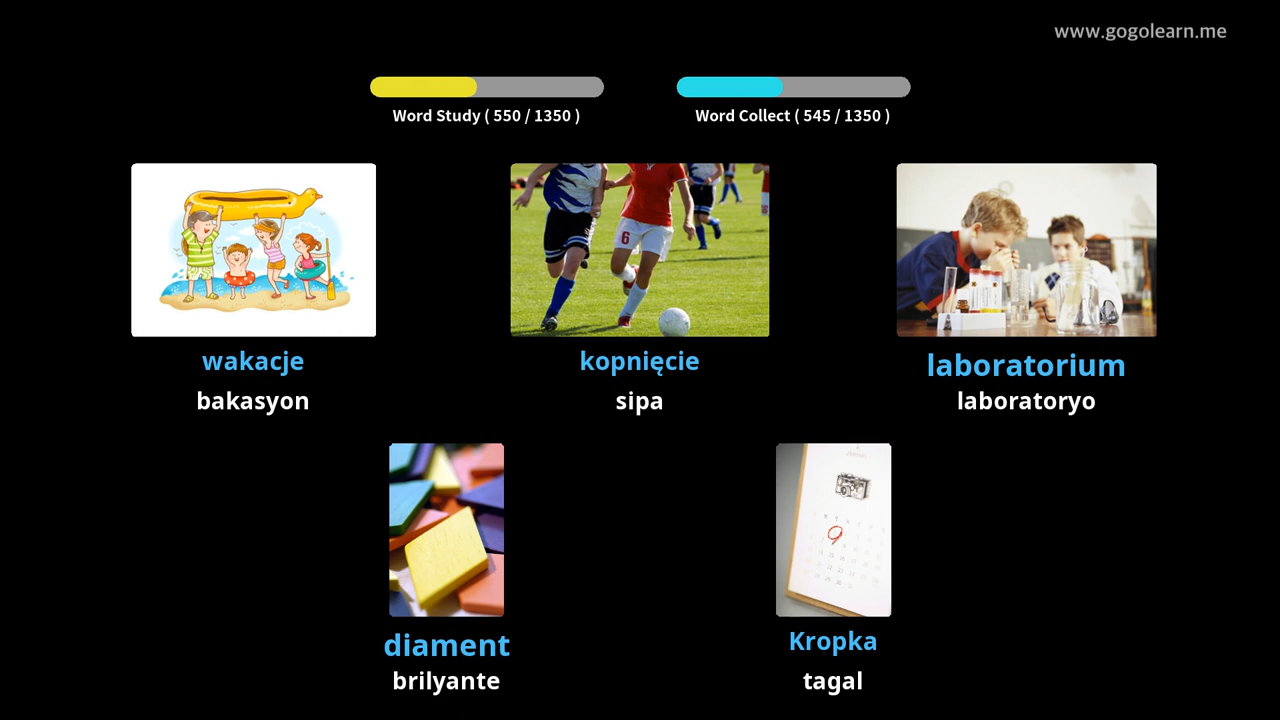 www.gogolearn.me
Word Study ( 550 / 1350 )
Word Collect ( 545 / 1350 )
wakacje
bakasyon
kopnięcie
sipa
laboratorium
laboratoryo
diament
brilyante
Kropka
tagal